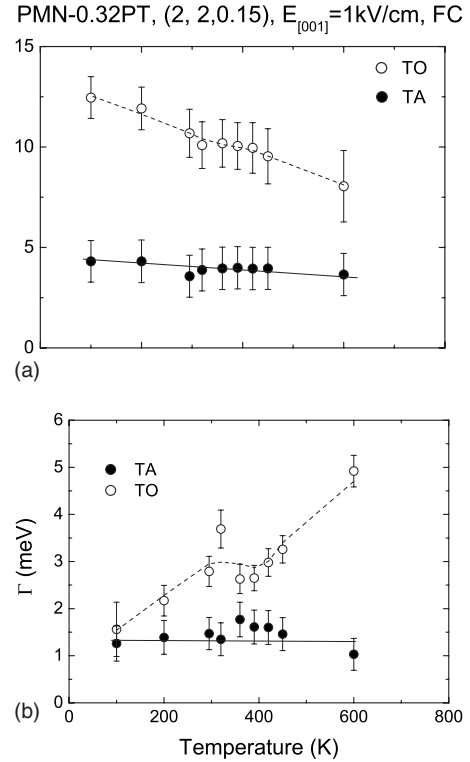 PMN-0.32PT, (2, 2,0.15), E[001]=1kV/cm, FC
TO
TA
15
10
5
0
(a)
6
5
4
3
2
1
0
TA
TO
Γ (meV)
(b)
0 200 400 600 800
Temperature (K)